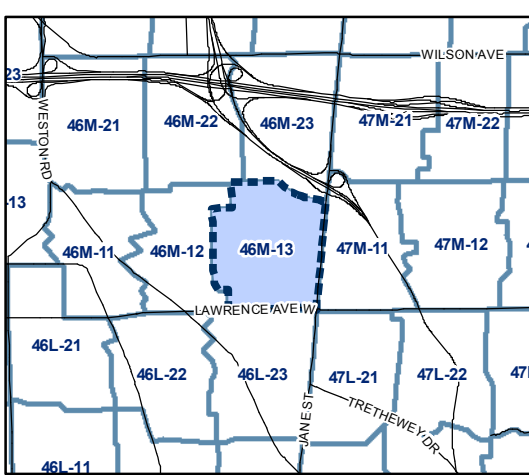 WILSON AVE
23
WESTON RD
46M-21
46M-22
46M-23
47M-21
47M-22
-13
46M-11
46M-12
46M-13
47M-11
47M-12
4
LAWRENCE AVE W
46L-21
46L-22
46L-23
JANE ST
47L-21
47L-22
47
TRETHEWEY DR
46L-11